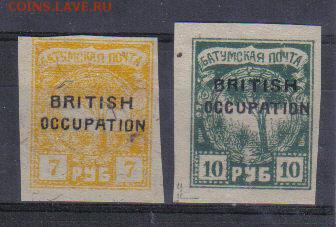 COINS.LAVE.RU
БАТУМСКАЯ ПОЧТА
BRITISH
OCCUPATION
7 РУБ 7
БАТУМСКАЯ ПОЧТА
BRITISH
OCCUPATION
10 РУБ 10